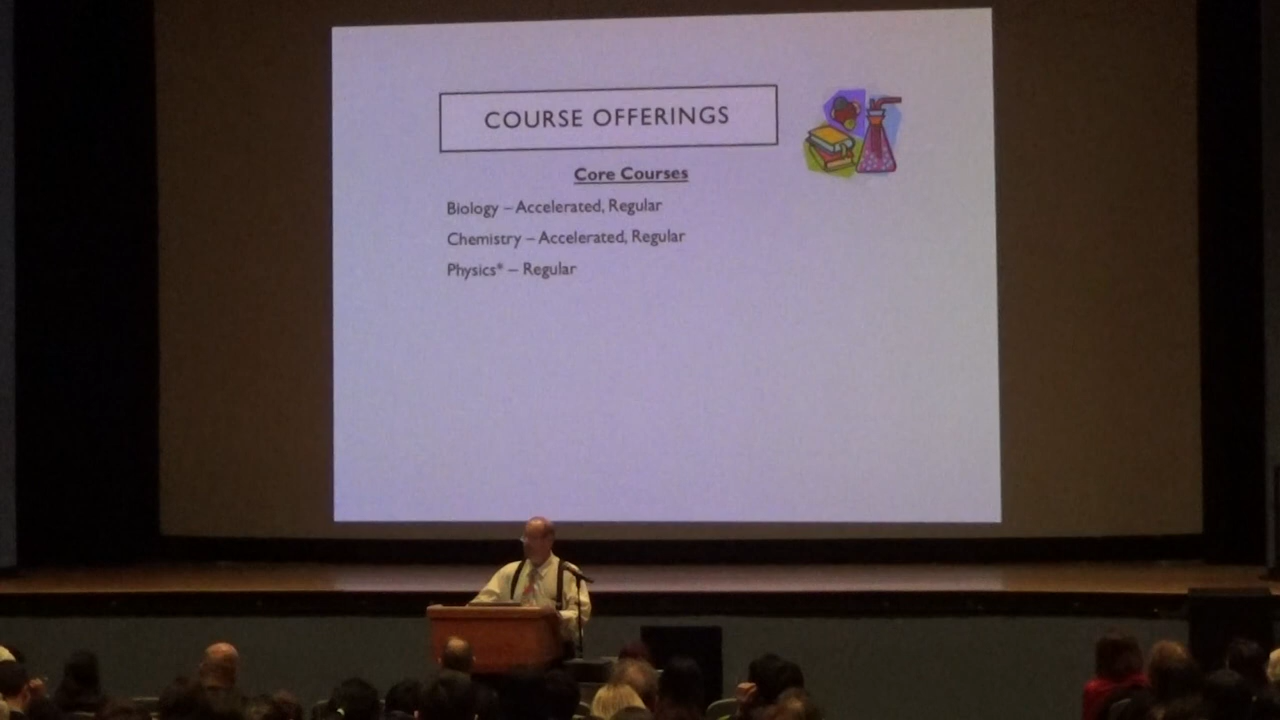 COURSE OFFERINGS
Core Courses
Biology – Accelerated, Regular
Chemistry – Accelerated, Regular
Physics* – Regular